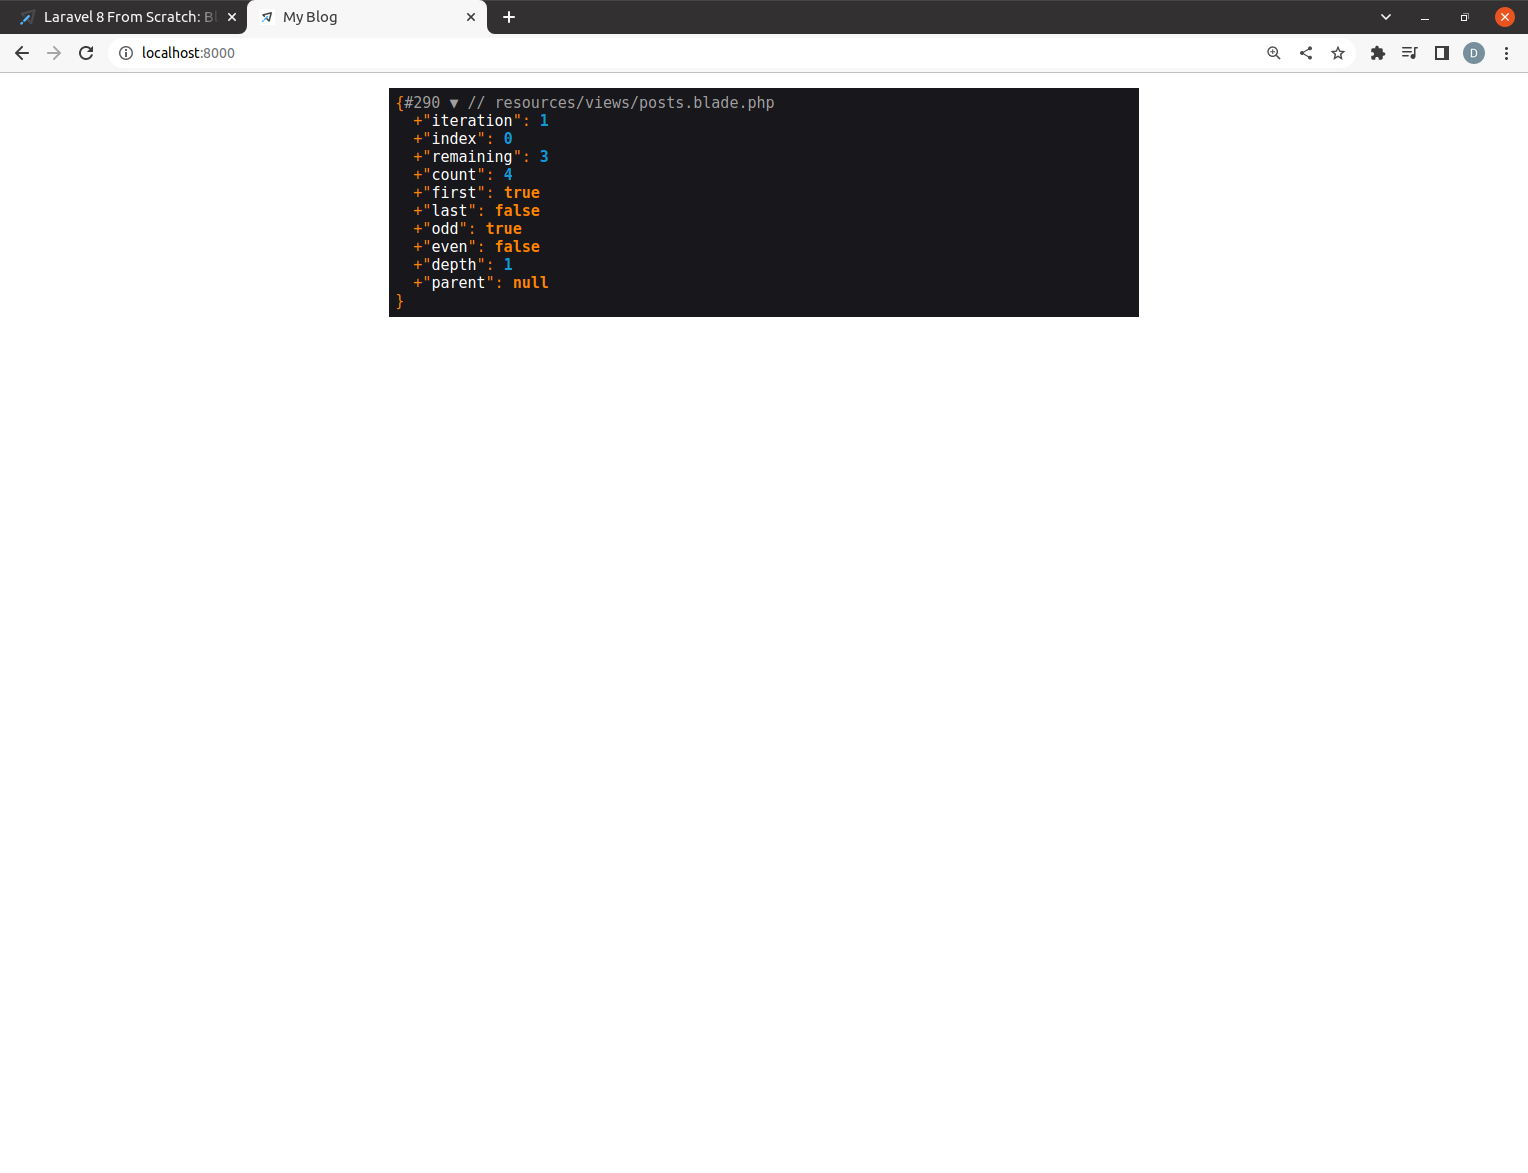 Laravel 8 From Scratch: Bl
My Blog
localhost:8000
D
{#290 ▼ // resources/views/posts.blade.php
+"iteration": 1
+"index": 0
+"remaining": 3
+"count": 4
+"first": true
+"last": false
+"odd": true
+"even": false
+"depth": 1
+"parent": null
}